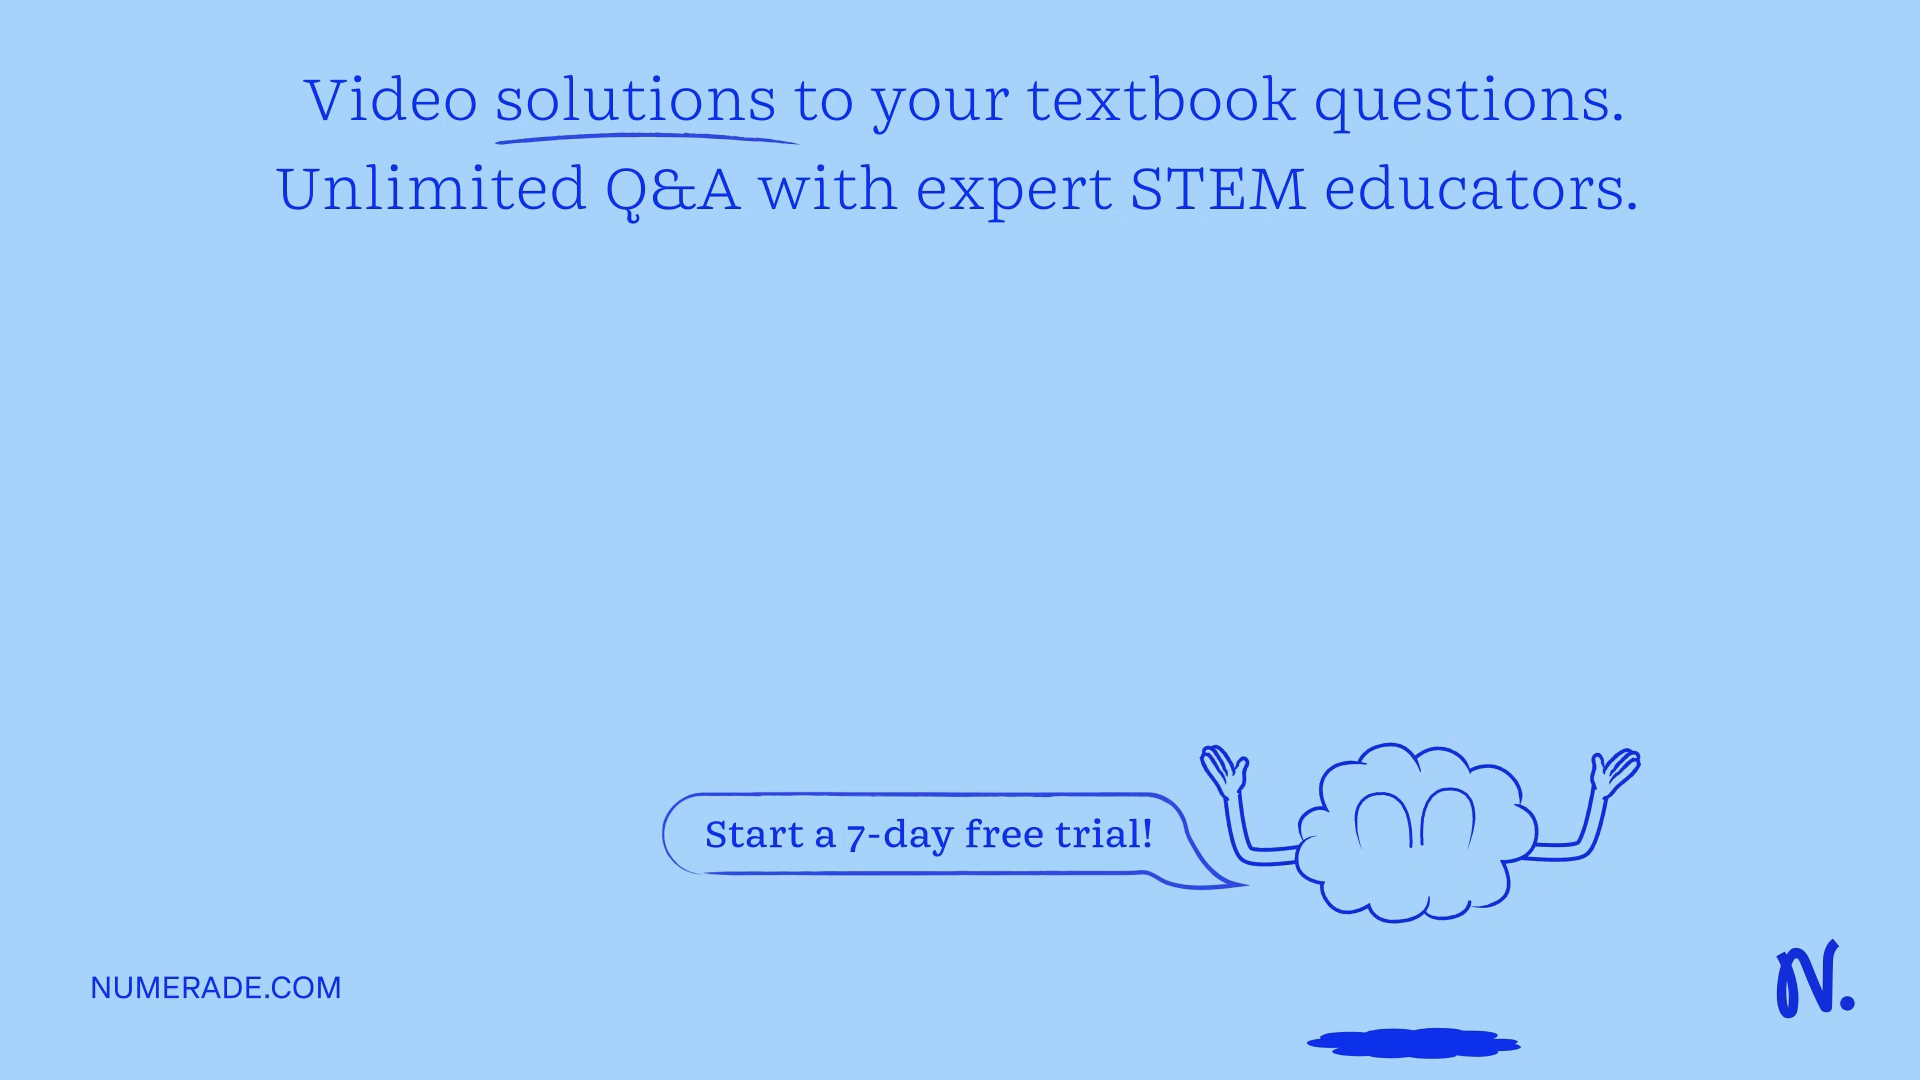 Video solutions to your textbook questions.
Unlimited Q&A with expert STEM educators.
Start a 7-day free trial!
NUMERADE.COM
N.